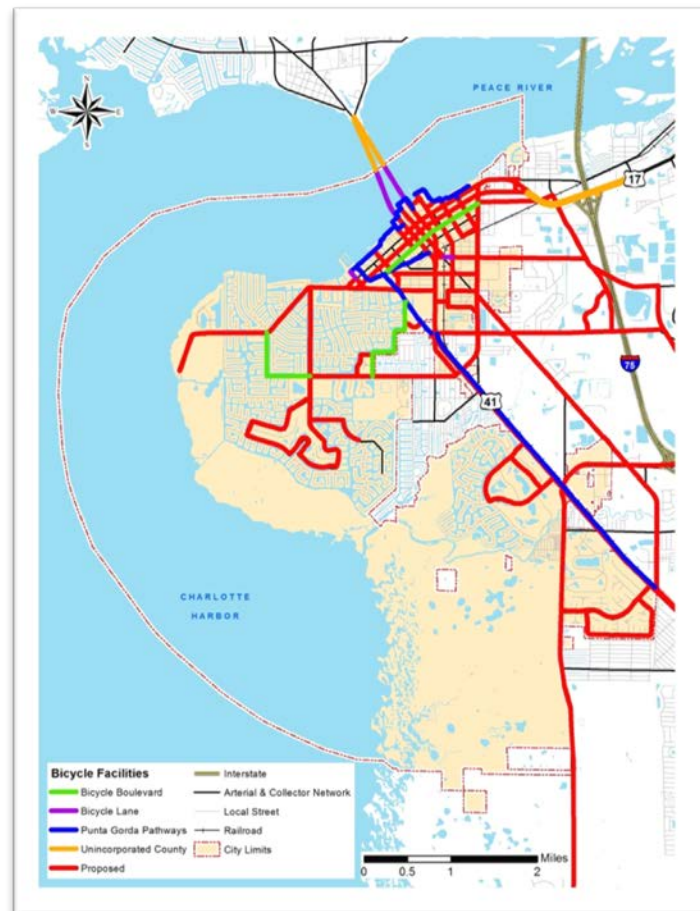 N
W
E
S
PEACE RIVER
17
75
41
CHARLOTTE
HARBOR
Bicycle Facilities
Bicycle Boulevard
Bicycle Lane
Punta Gorda Pathways
Unincorporated County
Proposed
Interstate
Arterial & Collector Network
Local Street
Railroad
City Limits
Miles
0 0.5 1 2